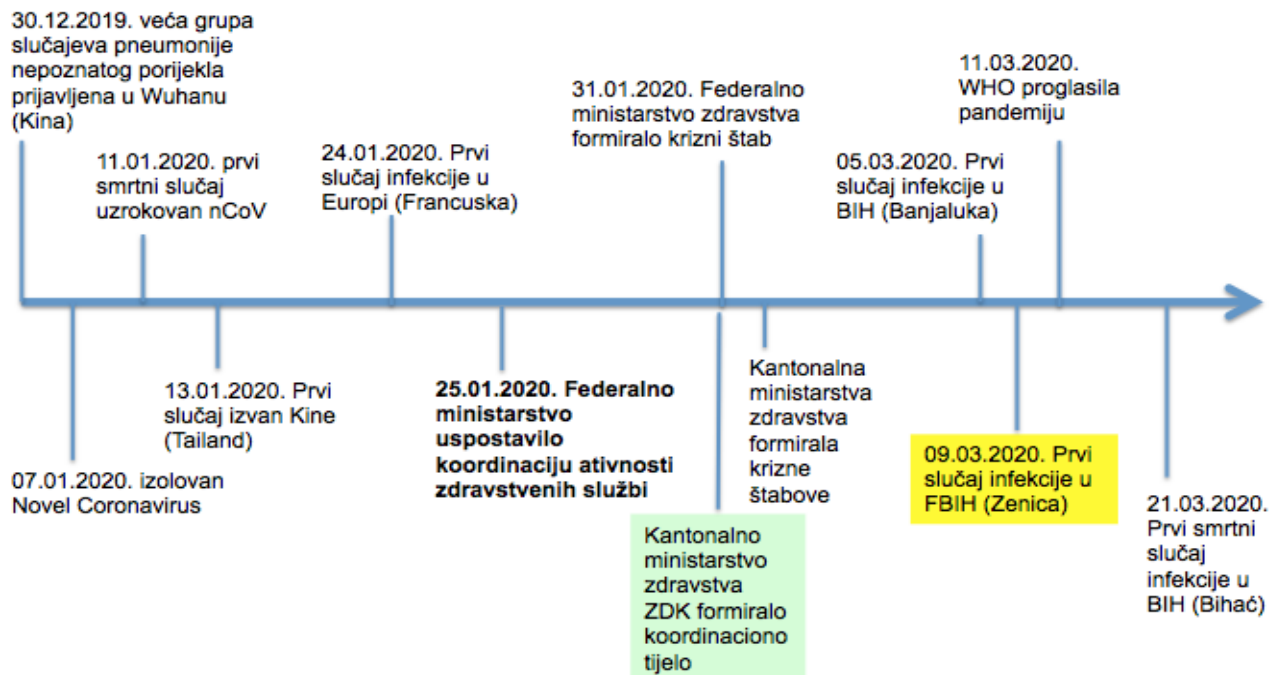 30.12.2019. veća grupa
slučajeva pneumonije
nepoznatog porijekla
prijavljena u Wuhanu
(Kina)
11.01.2020. prvi
smrtni slučaj
uzrokovan nCoV
24.01.2020. Prvi
slučaj infekcije u
Europi (Francuska)
31.01.2020. Federalno
ministarstvo zdravstva
formiralo krizni štab
05.03.2020. Prvi
slučaj infekcije u
BIH (Banjaluka)
11.03.2020.
WHO proglasila
pandemiju
07.01.2020. izolovan
Novel Coronavirus
13.01.2020. Prvi
slučaj izvan Kine
(Tailand)
25.01.2020. Federalno
ministarstvo
uspostavilo
koordinaciju ativnosti
zdravstvenih službi
Kantonalno
ministarstvo
zdravstva
ZDK formiralo
koordinaciono
tijelo
Kantonalna
ministarstva
zdravstva
formirala
krizne
štabove
09.03.2020. Prvi
slučaj infekcije u
FBIH (Zenica)
21.03.2020.
Prvi smrtni
slučaj
infekcije u
BIH (Bihać)